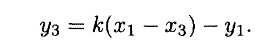 y₃ = k(x₁ − x₃) − y₁.